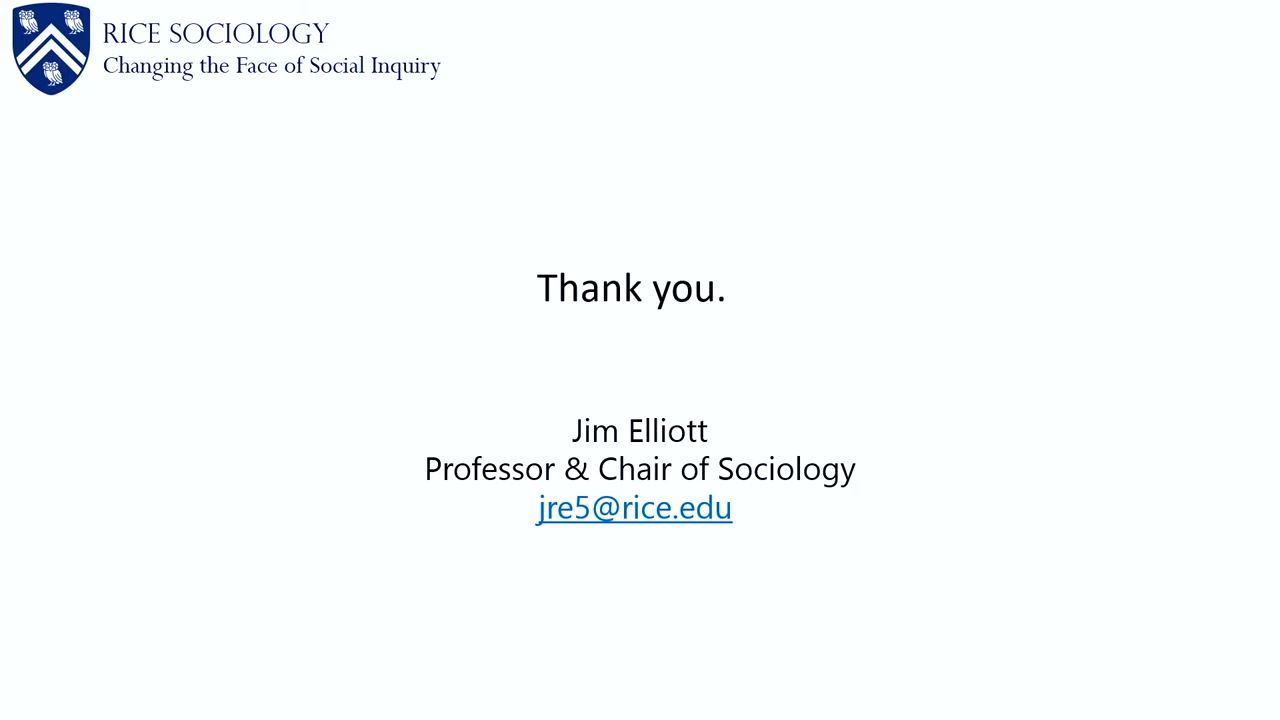 RICE SOCIOLOGY
Changing the Face of Social Inquiry
Thank you.
Jim Elliott
Professor & Chair of Sociology
jre5@rice.edu